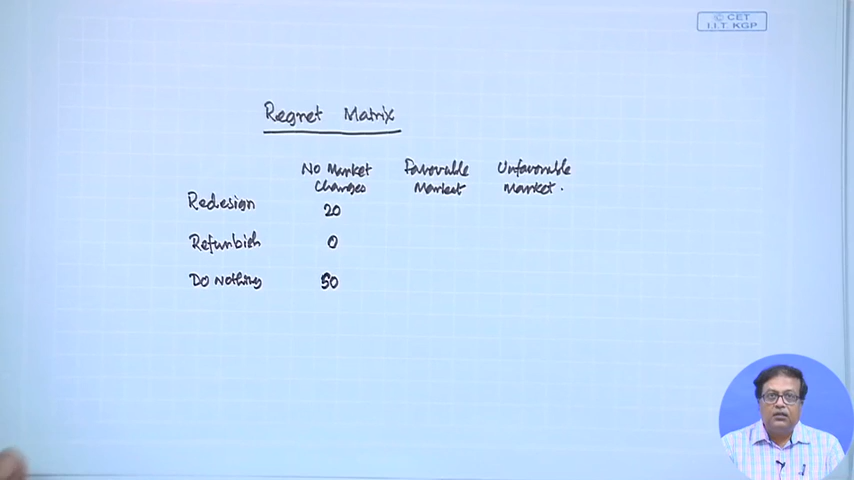 © CET
I.I.T. KGP
Regret Matrix
No Market Favorable Unfavorable
Changes Market Market.
Redesign 20
Refurbish 0
Do Nothing 50